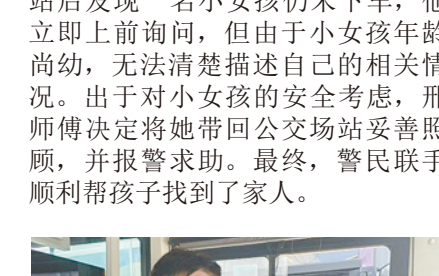 站后发现一名小女孩仍未下车，他
立即上前询问，但由于小女孩年龄
尚幼，无法清楚描述自己的相关情
况。出于对小女孩的安全考虑，邢
师傅决定将她带回公交场站妥善照
顾，并报警求助。最终，警民联手
顺利帮孩子找到了家人。